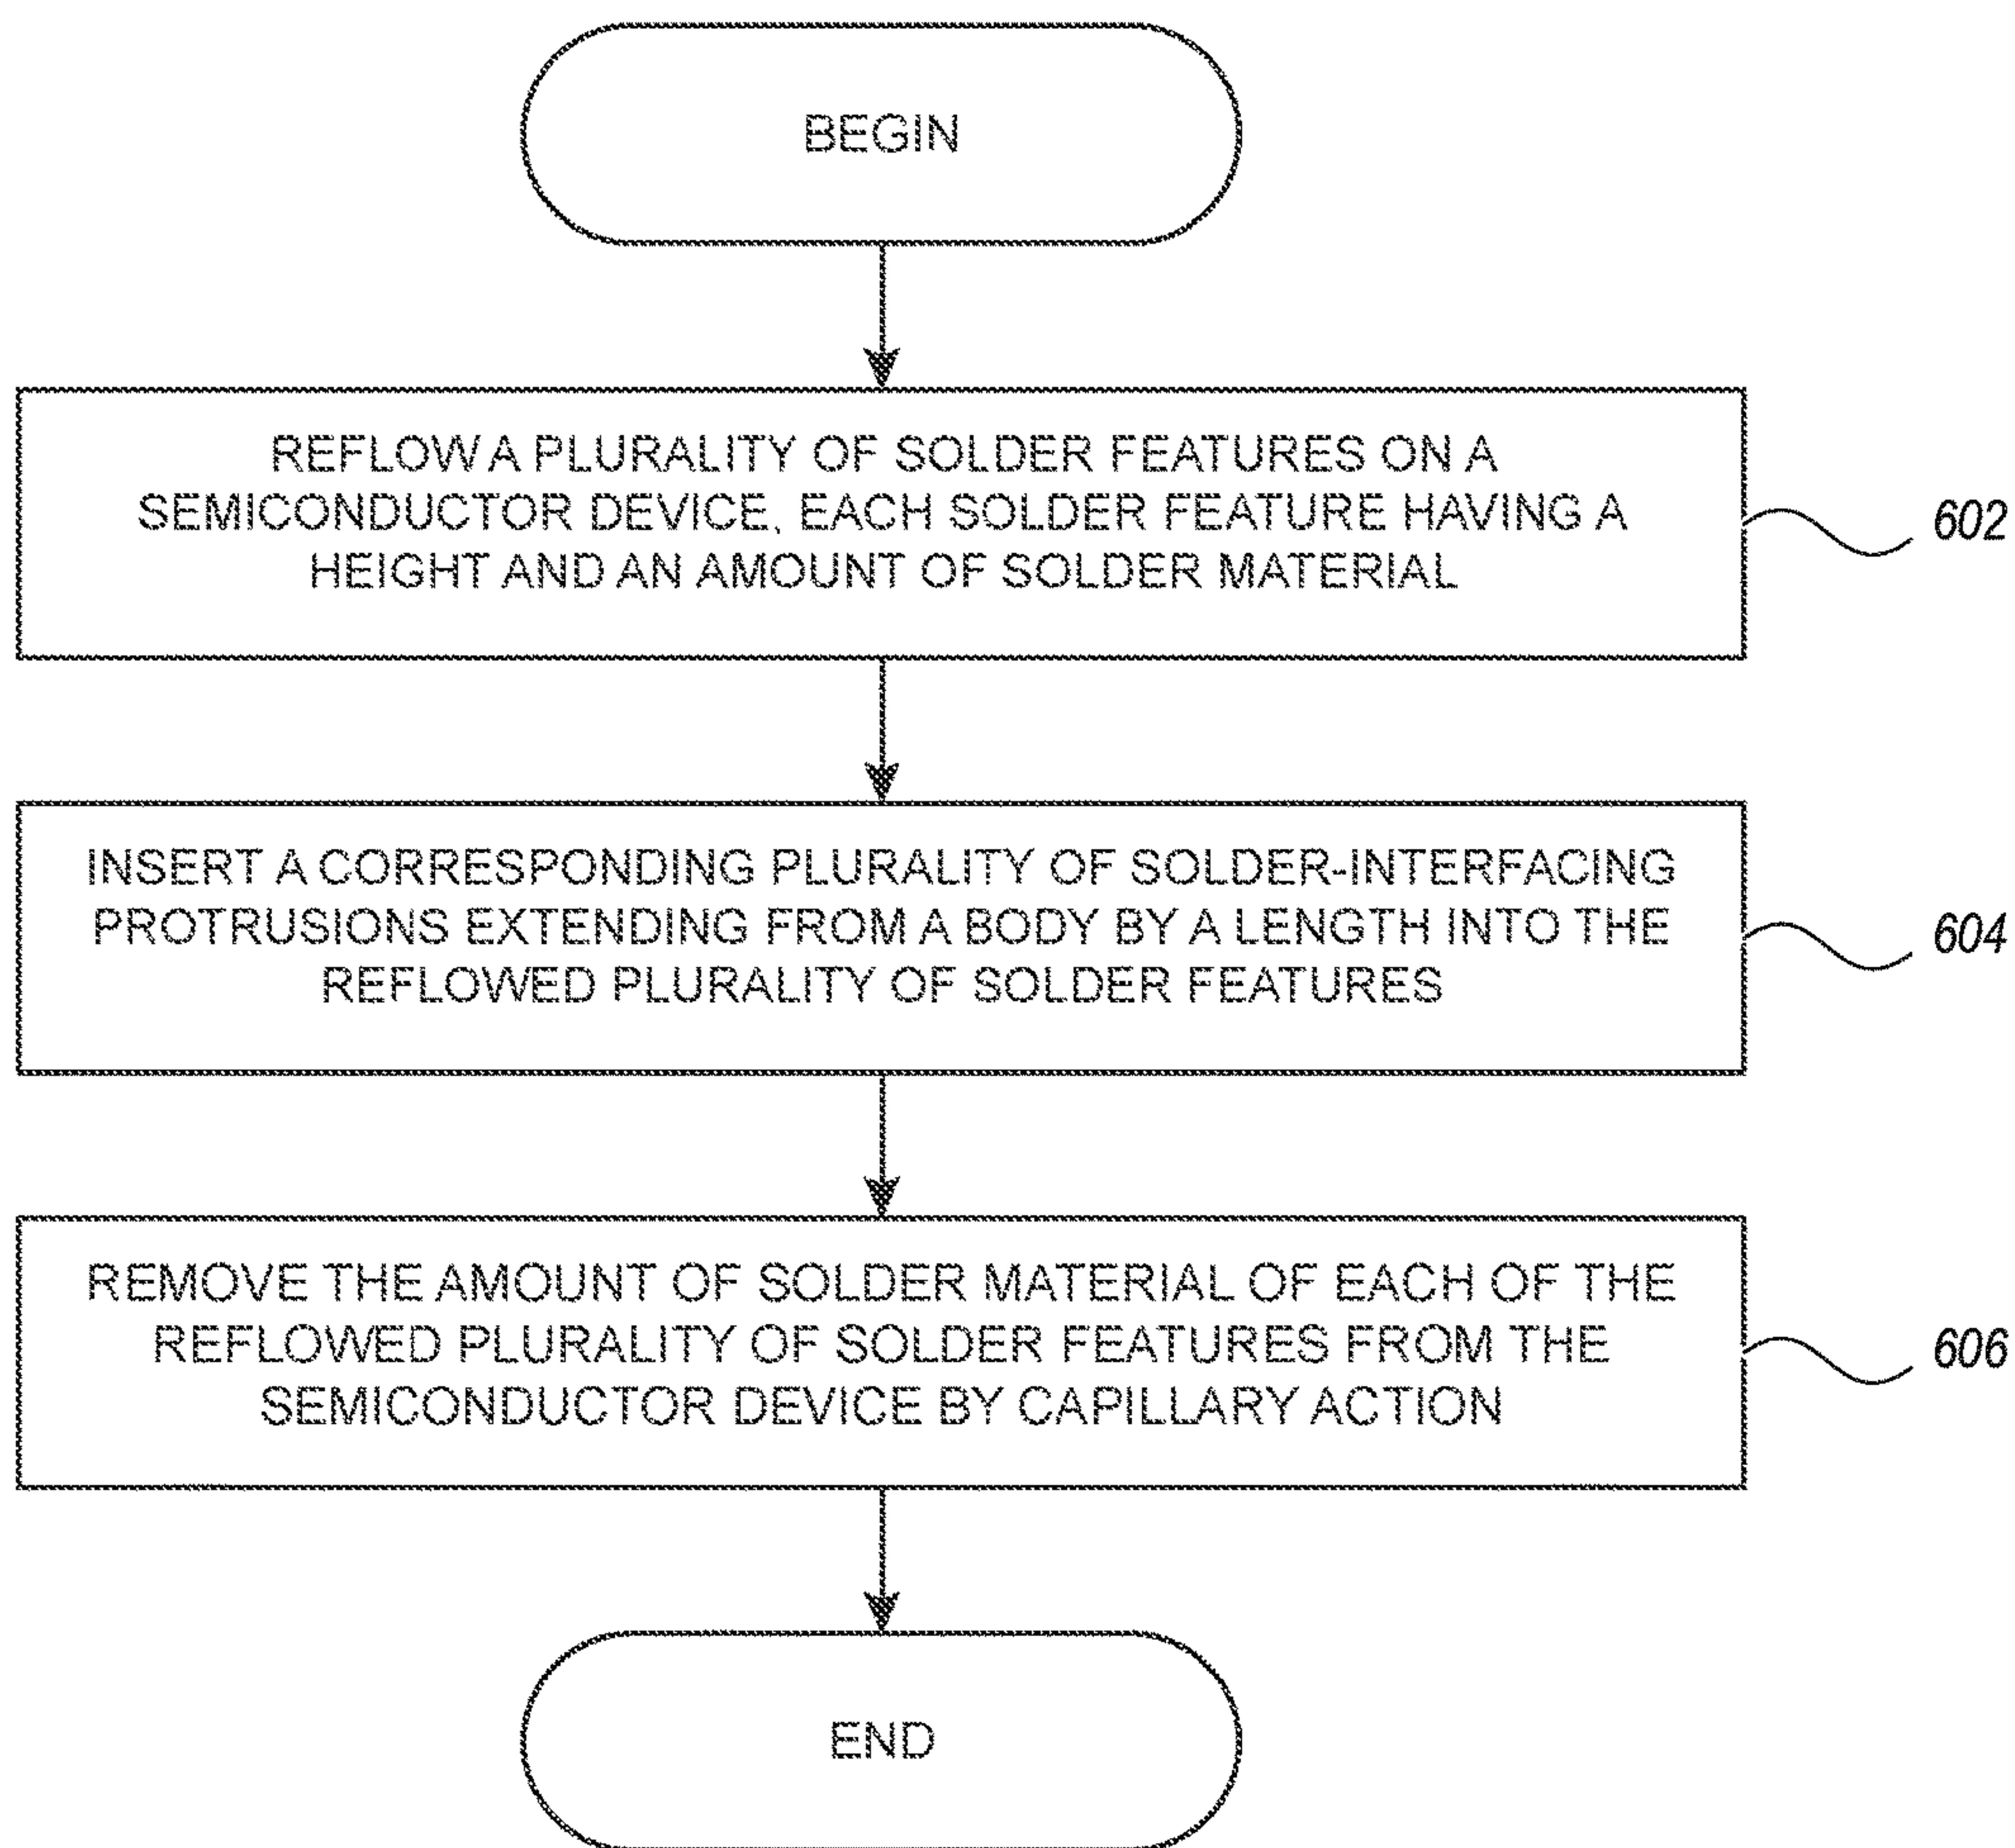 BEGIN
REFLOW A PLURALITY OF SOLDER FEATURES ON A
SEMICONDUCTOR DEVICE, EACH SOLDER FEATURE HAVING A
HEIGHT AND AN AMOUNT OF SOLDER MATERIAL
602
INSERT A CORRESPONDING PLURALITY OF SOLDER-INTERFACING
PROTRUSIONS EXTENDING FROM A BODY BY A LENGTH INTO THE
REFLOWED PLURALITY OF SOLDER FEATURES
604
REMOVE THE AMOUNT OF SOLDER MATERIAL OF EACH OF THE
REFLOWED PLURALITY OF SOLDER FEATURES FROM THE
SEMICONDUCTOR DEVICE BY CAPILLARY ACTION
606
END